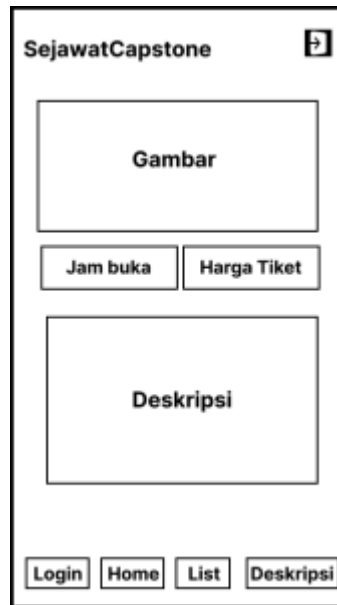 SejawatCapstone
Gambar
Jam buka Harga Tiket
Deskripsi
Login Home List Deskripsi